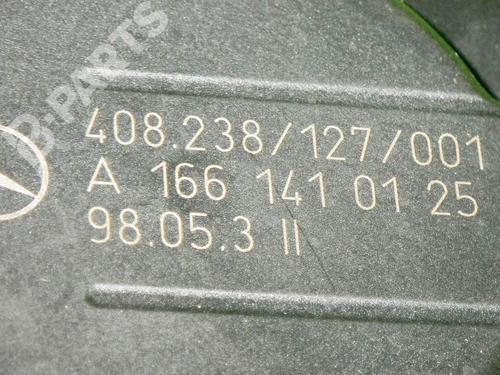 B-PARTS
408.238/127/001
A 166 141 01 25
98.05.3 II